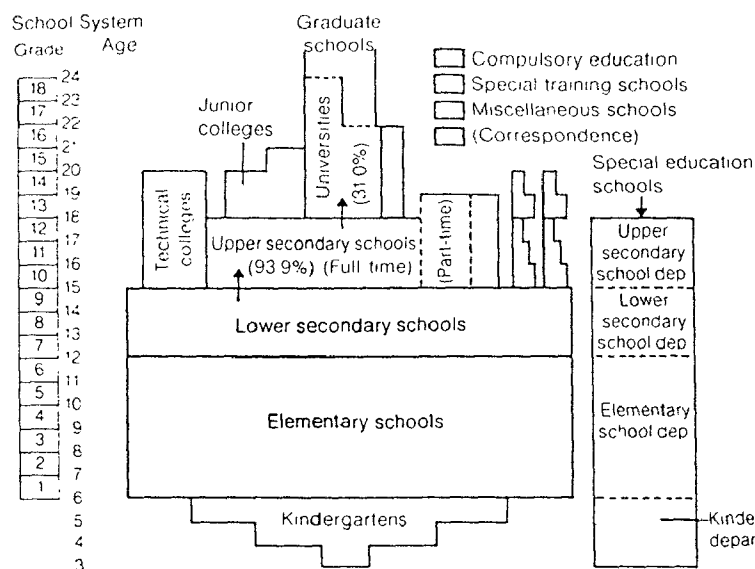 School System
Grade Age
18
17
16
15
14
13
12
11
10
9
8
7
6
5
4
3
2
1
24
23
22
21
20
19
18
17
16
15
14
13
12
11
10
9
8
7
6
5
4
3
Graduate
schools
Junior
colleges
Universities
(31.0%)
Compulsory education
Special training schools
Miscellaneous schools
(Correspondence)
Technical
colleges
Upper secondary schools
(93.9%) (Full time)
(Part-time)
Lower secondary schools
Elementary schools
Kindergartens
Special education
schools
Upper
secondary
school dep
Lower
secondary
school dep
Elementary
school dep
Kinde
depar